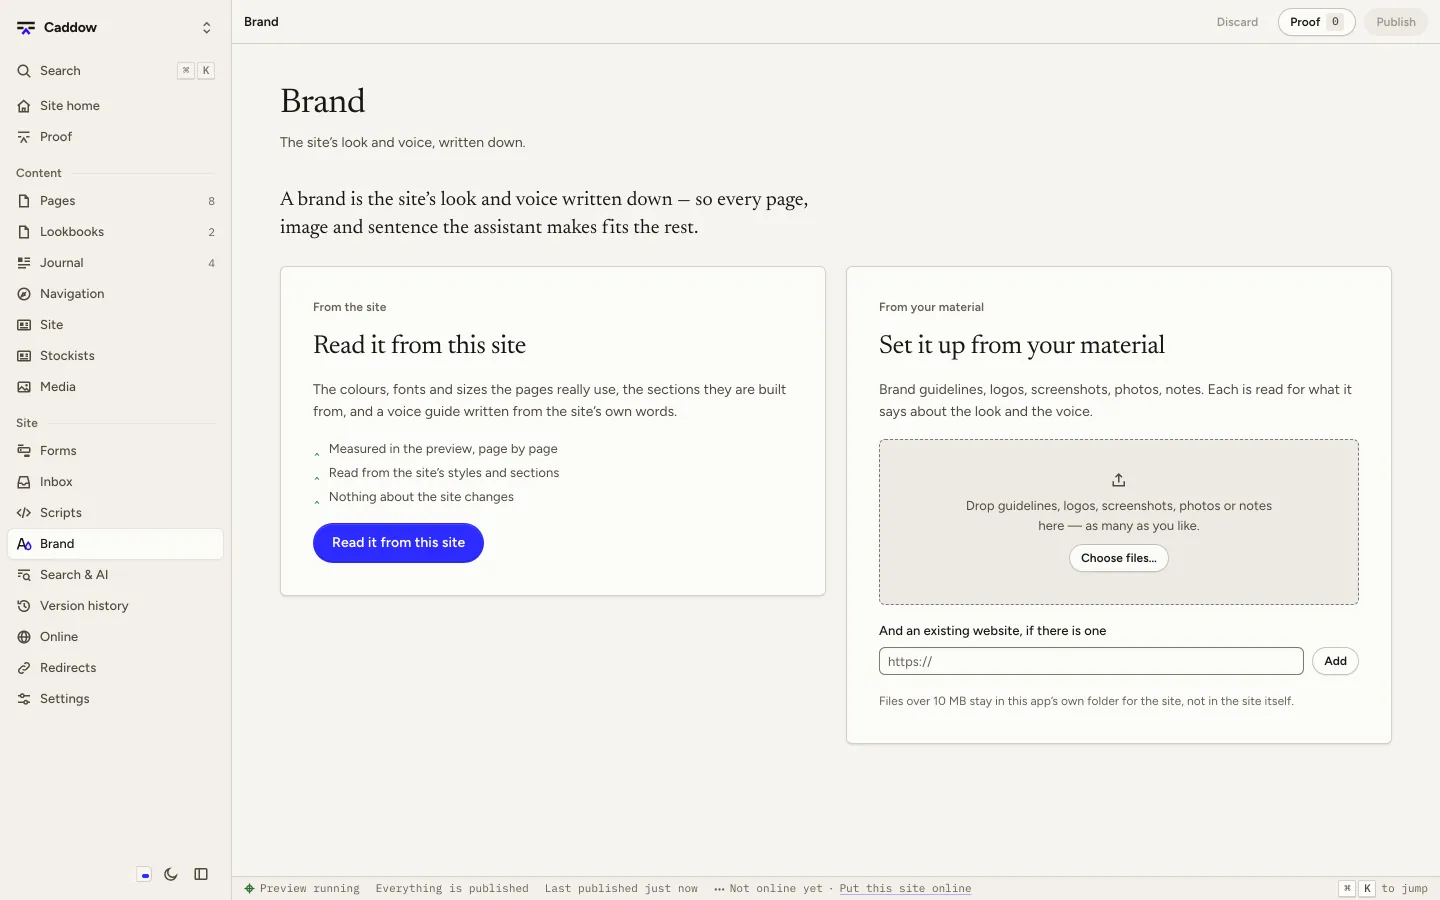 Caddow
Search ⌘ K
Site home
Proof
Content
Pages 8
Lookbooks 2
Journal 4
Navigation
Site
Stockists
Media
Site
Forms
Inbox
Scripts
Brand
Search & AI
Version history
Online
Redirects
Settings
Brand
Discard
Proof 0
Publish
Brand
The site’s look and voice, written down.
A brand is the site’s look and voice written down — so every page,
image and sentence the assistant makes fits the rest.
From the site
Read it from this site
The colours, fonts and sizes the pages really use, the sections they are built
from, and a voice guide written from the site’s own words.
Measured in the preview, page by page
Read from the site’s styles and sections
Nothing about the site changes
Read it from this site
From your material
Set it up from your material
Brand guidelines, logos, screenshots, photos, notes. Each is read for what it
says about the look and the voice.
Drop guidelines, logos, screenshots, photos or notes
here — as many as you like.
Choose files…
And an existing website, if there is one
https://
Add
Files over 10 MB stay in this app’s own folder for the site, not in the site itself.
Preview running Everything is published Last published just now ••• Not online yet · Put this site online
⌘ K to jump